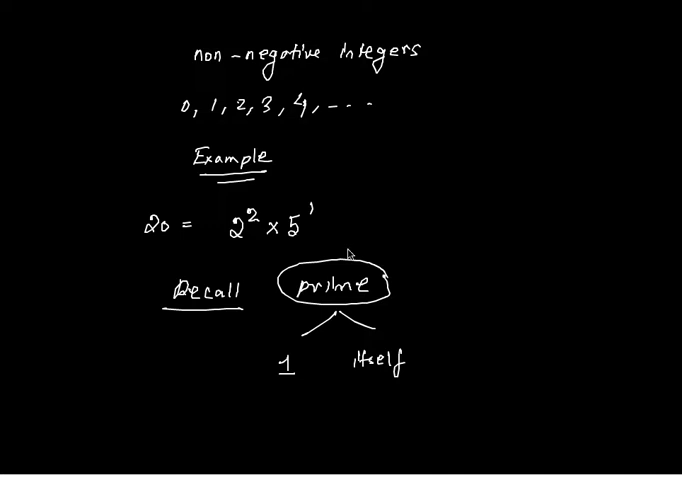 non-negative integers
0, 1, 2, 3, 4, ....
Example
20 = 2² × 5¹
Recall prime
1 itself